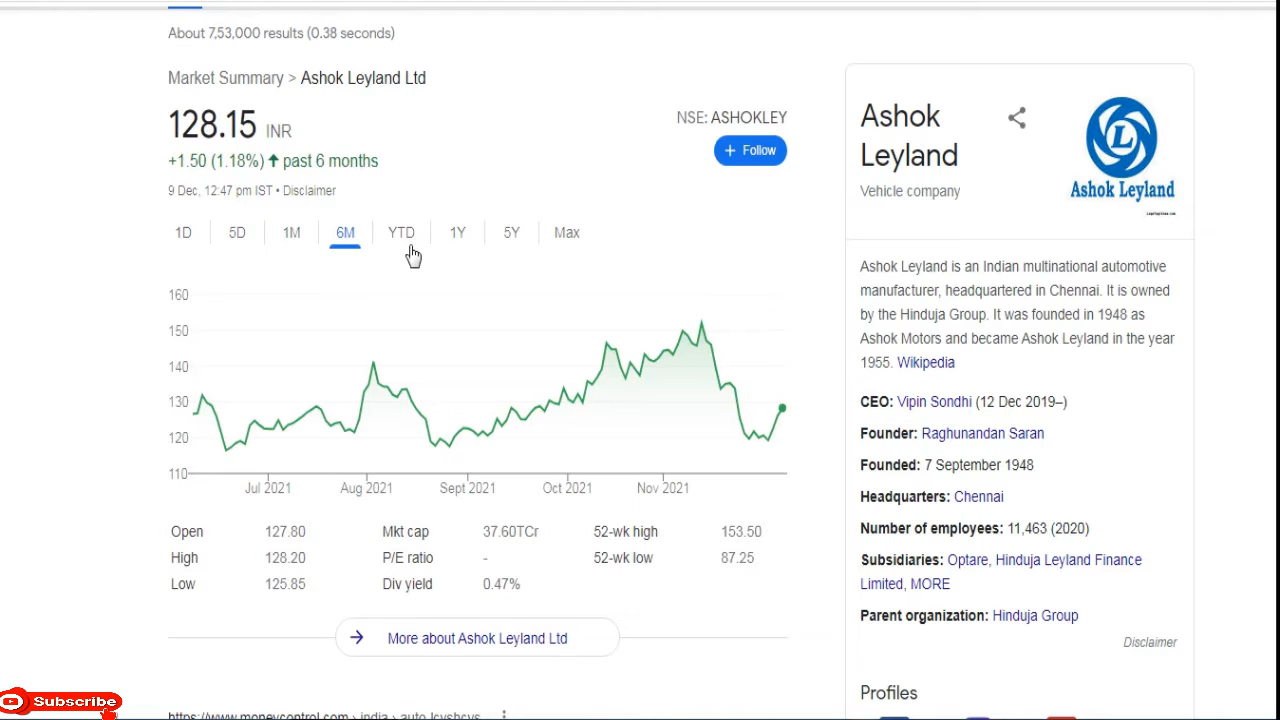 About 7,53,000 results (0.38 seconds)
Market Summary > Ashok Leyland Ltd
128.15 INR
NSE: ASHOKLEY
+1.50 (1.18%) ↑ past 6 months
+ Follow
9 Dec, 12:47 pm IST • Disclaimer
1D 5D 1M 6M YTD 1Y 5Y Max
160
150
140
130
120
110
Jul 2021 Aug 2021 Sept 2021 Oct 2021 Nov 2021
Open 127.80 Mkt cap 37.60TCr 52-wk high 153.50
High 128.20 P/E ratio - 52-wk low 87.25
Low 125.85 Div yield 0.47%
→ More about Ashok Leyland Ltd
https://www.moneycontrol.com › india
Subscribe
Ashok
Leyland
Vehicle company
L
Ashok Leyland
Ashok Leyland is an Indian multinational automotive
manufacturer, headquartered in Chennai. It is owned
by the Hinduja Group. It was founded in 1948 as
Ashok Motors and became Ashok Leyland in the year
1955. Wikipedia
CEO: Vipin Sondhi (12 Dec 2019–)
Founder: Raghunandan Saran
Founded: 7 September 1948
Headquarters: Chennai
Number of employees: 11,463 (2020)
Subsidiaries: Optare, Hinduja Leyland Finance
Limited, MORE
Parent organization: Hinduja Group
Disclaimer
Profiles